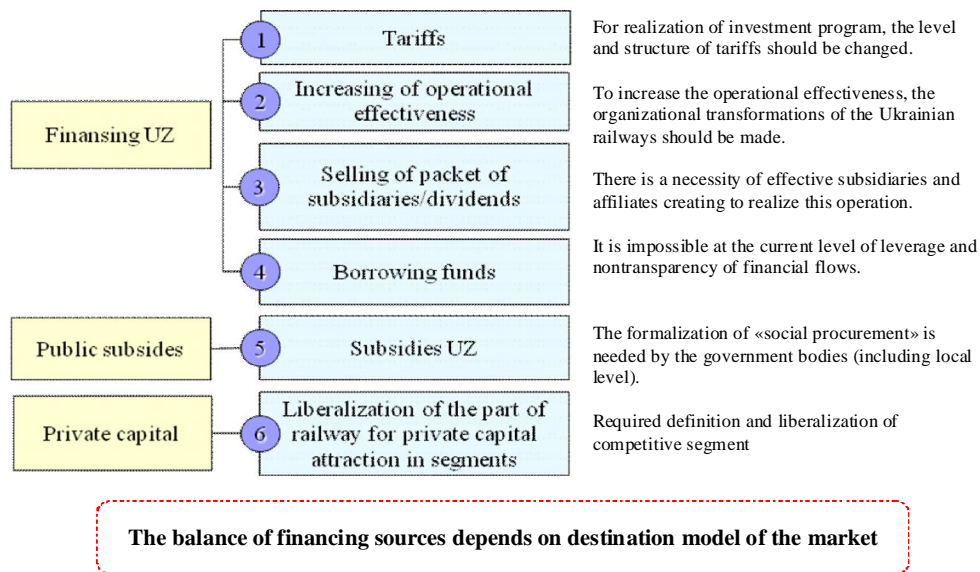 1
Tariffs
For realization of investment program, the level
and structure of tariffs should be changed.
Finansing UZ
2
Increasing of operational
effectiveness
To increase the operational effectiveness, the
organizational transformations of the Ukrainian
railways should be made.
3
Selling of packet of
subsidiaries/dividends
There is a necessity of effective subsidiaries and
affiliates creating to realize this operation.
4
Borrowing funds
It is impossible at the current level of leverage and
nontransparency of financial flows.
Public subsides
5
Subsidies UZ
The formalization of «social procurement» is
needed by the government bodies (including local
level).
Private capital
6
Liberalization of the part of
railway for private capital
attraction in segments
Required definition and liberalization of
competitive segment
The balance of financing sources depends on destination model of the market